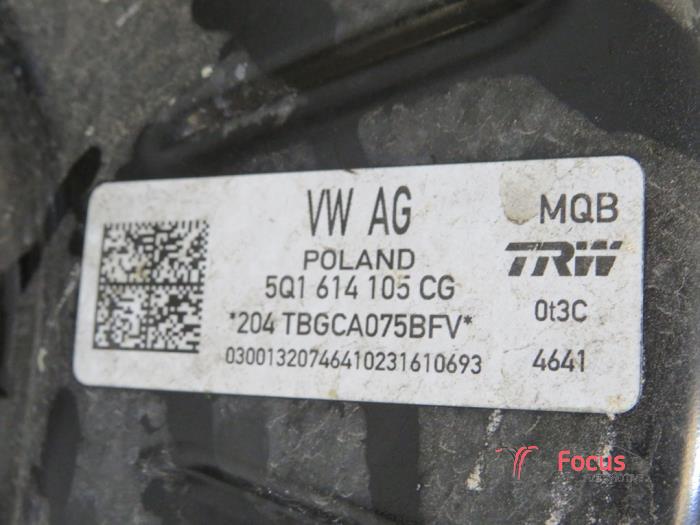 VW AG
MQB
POLAND
TRW
5Q1 614 105 CG
*204 TBGCA075BFV*
0t3C
03001320746410231610693
4641
Focus